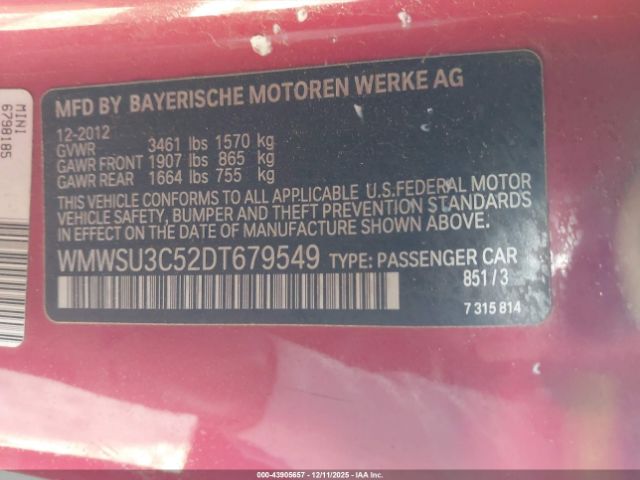 MFD BY BAYERISCHE MOTOREN WERKE AG
12-2012
GVWR 3461 lbs 1570 kg
GAWR FRONT 1907 lbs 865 kg
GAWR REAR 1664 lbs 755 kg
THIS VEHICLE CONFORMS TO ALL APPLICABLE U.S.FEDERAL MOTOR
VEHICLE SAFETY, BUMPER AND THEFT PREVENTION STANDARDS
IN EFFECT ON THE DATE OF MANUFACTURE SHOWN ABOVE.
WMWSU3C52DT679549 TYPE: PASSENGER CAR
851/3
7 315 814
MINI
6798185
000-43905657 - 12/11/2025 - IAA.com